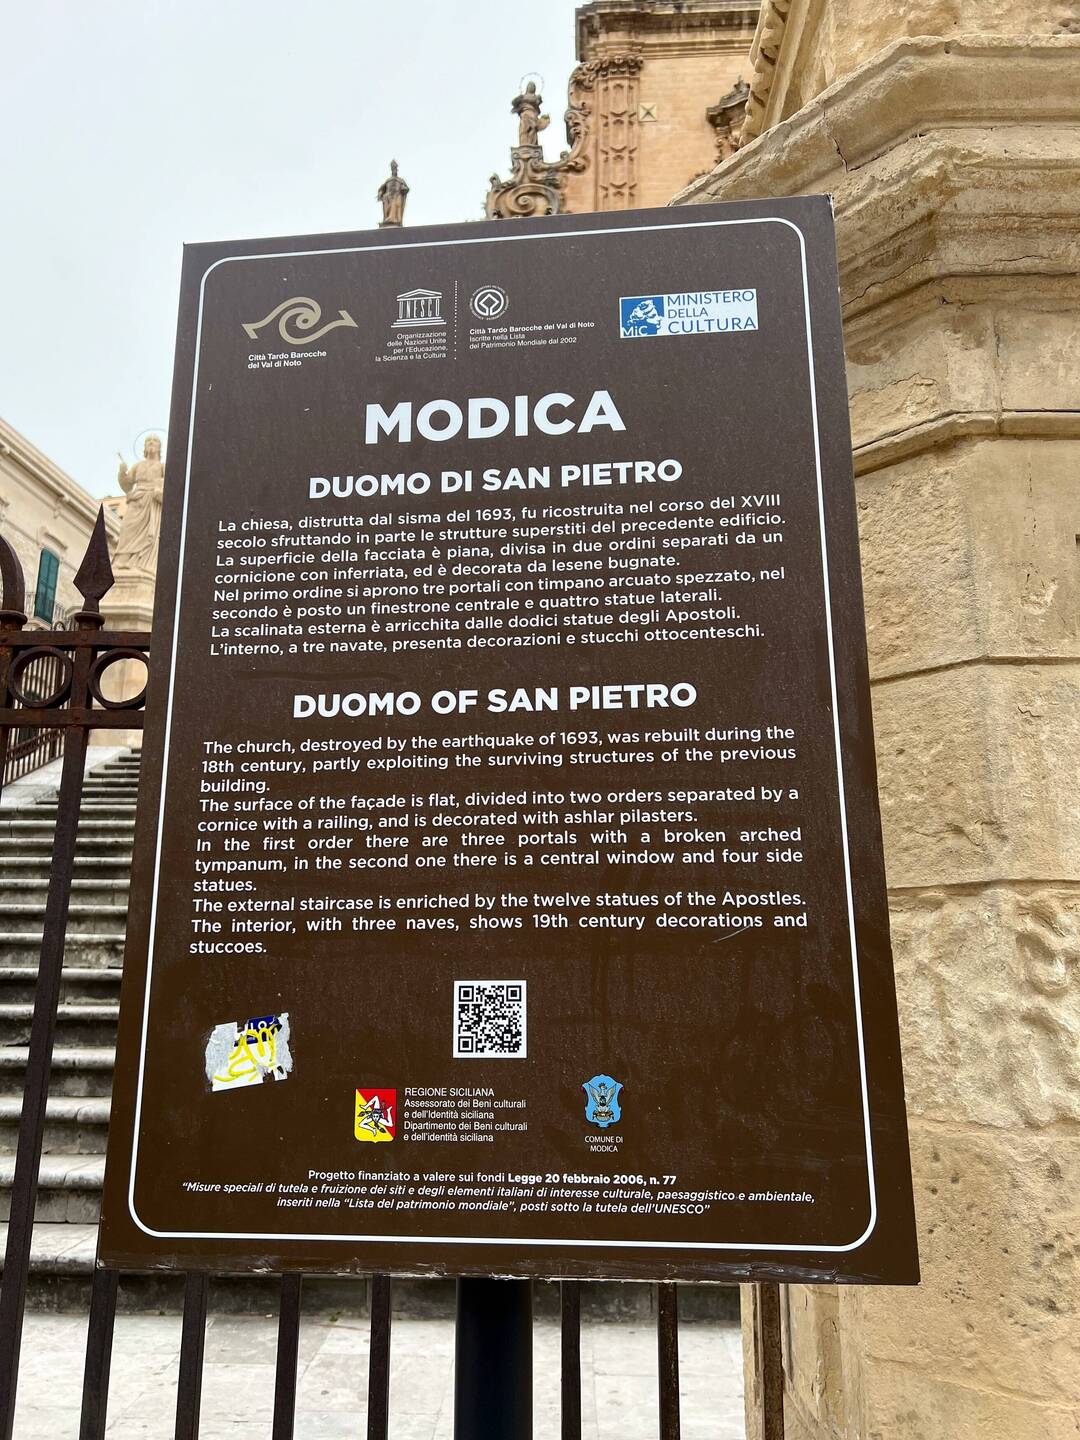 Città Tardo Barocche
del Val di Noto
UNESCO
Organizzazione
delle Nazioni Unite
per l'Educazione,
la Scienza e la Cultura
Città Tardo Barocche del Val di Noto
Iscritte nella Lista
del Patrimonio Mondiale dal 2002
MiC
MINISTERO
DELLA
CULTURA
MODICA
DUOMO DI SAN PIETRO
La chiesa, distrutta dal sisma del 1693, fu ricostruita nel corso del XVIII
secolo sfruttando in parte le strutture superstiti del precedente edificio.
La superficie della facciata è piana, divisa in due ordini separati da un
cornicione con inferriata, ed è decorata da lesene bugnate.
Nel primo ordine si aprono tre portali con timpano arcuato spezzato, nel
secondo è posto un finestrone centrale e quattro statue laterali.
La scalinata esterna è arricchita dalle dodici statue degli Apostoli.
L'interno, a tre navate, presenta decorazioni e stucchi ottocenteschi.
DUOMO OF SAN PIETRO
The church, destroyed by the earthquake of 1693, was rebuilt during the
18th century, partly exploiting the surviving structures of the previous
building.
The surface of the façade is flat, divided into two orders separated by a
cornice with a railing, and is decorated with ashlar pilasters.
In the first order there are three portals with a broken arched
tympanum, in the second one there is a central window and four side
statues.
The external staircase is enriched by the twelve statues of the Apostles.
The interior, with three naves, shows 19th century decorations and
stuccoes.
REGIONE SICILIANA
Assessorato dei Beni culturali
e dell'Identità siciliana
Dipartimento dei Beni culturali
e dell'identità siciliana
COMUNE DI
MODICA
Progetto finanziato a valere sui fondi Legge 20 febbraio 2006, n. 77
"Misure speciali di tutela e fruizione dei siti e degli elementi italiani di interesse culturale, paesaggistico e ambientale,
inseriti nella "Lista del patrimonio mondiale", posti sotto la tutela dell'UNESCO"